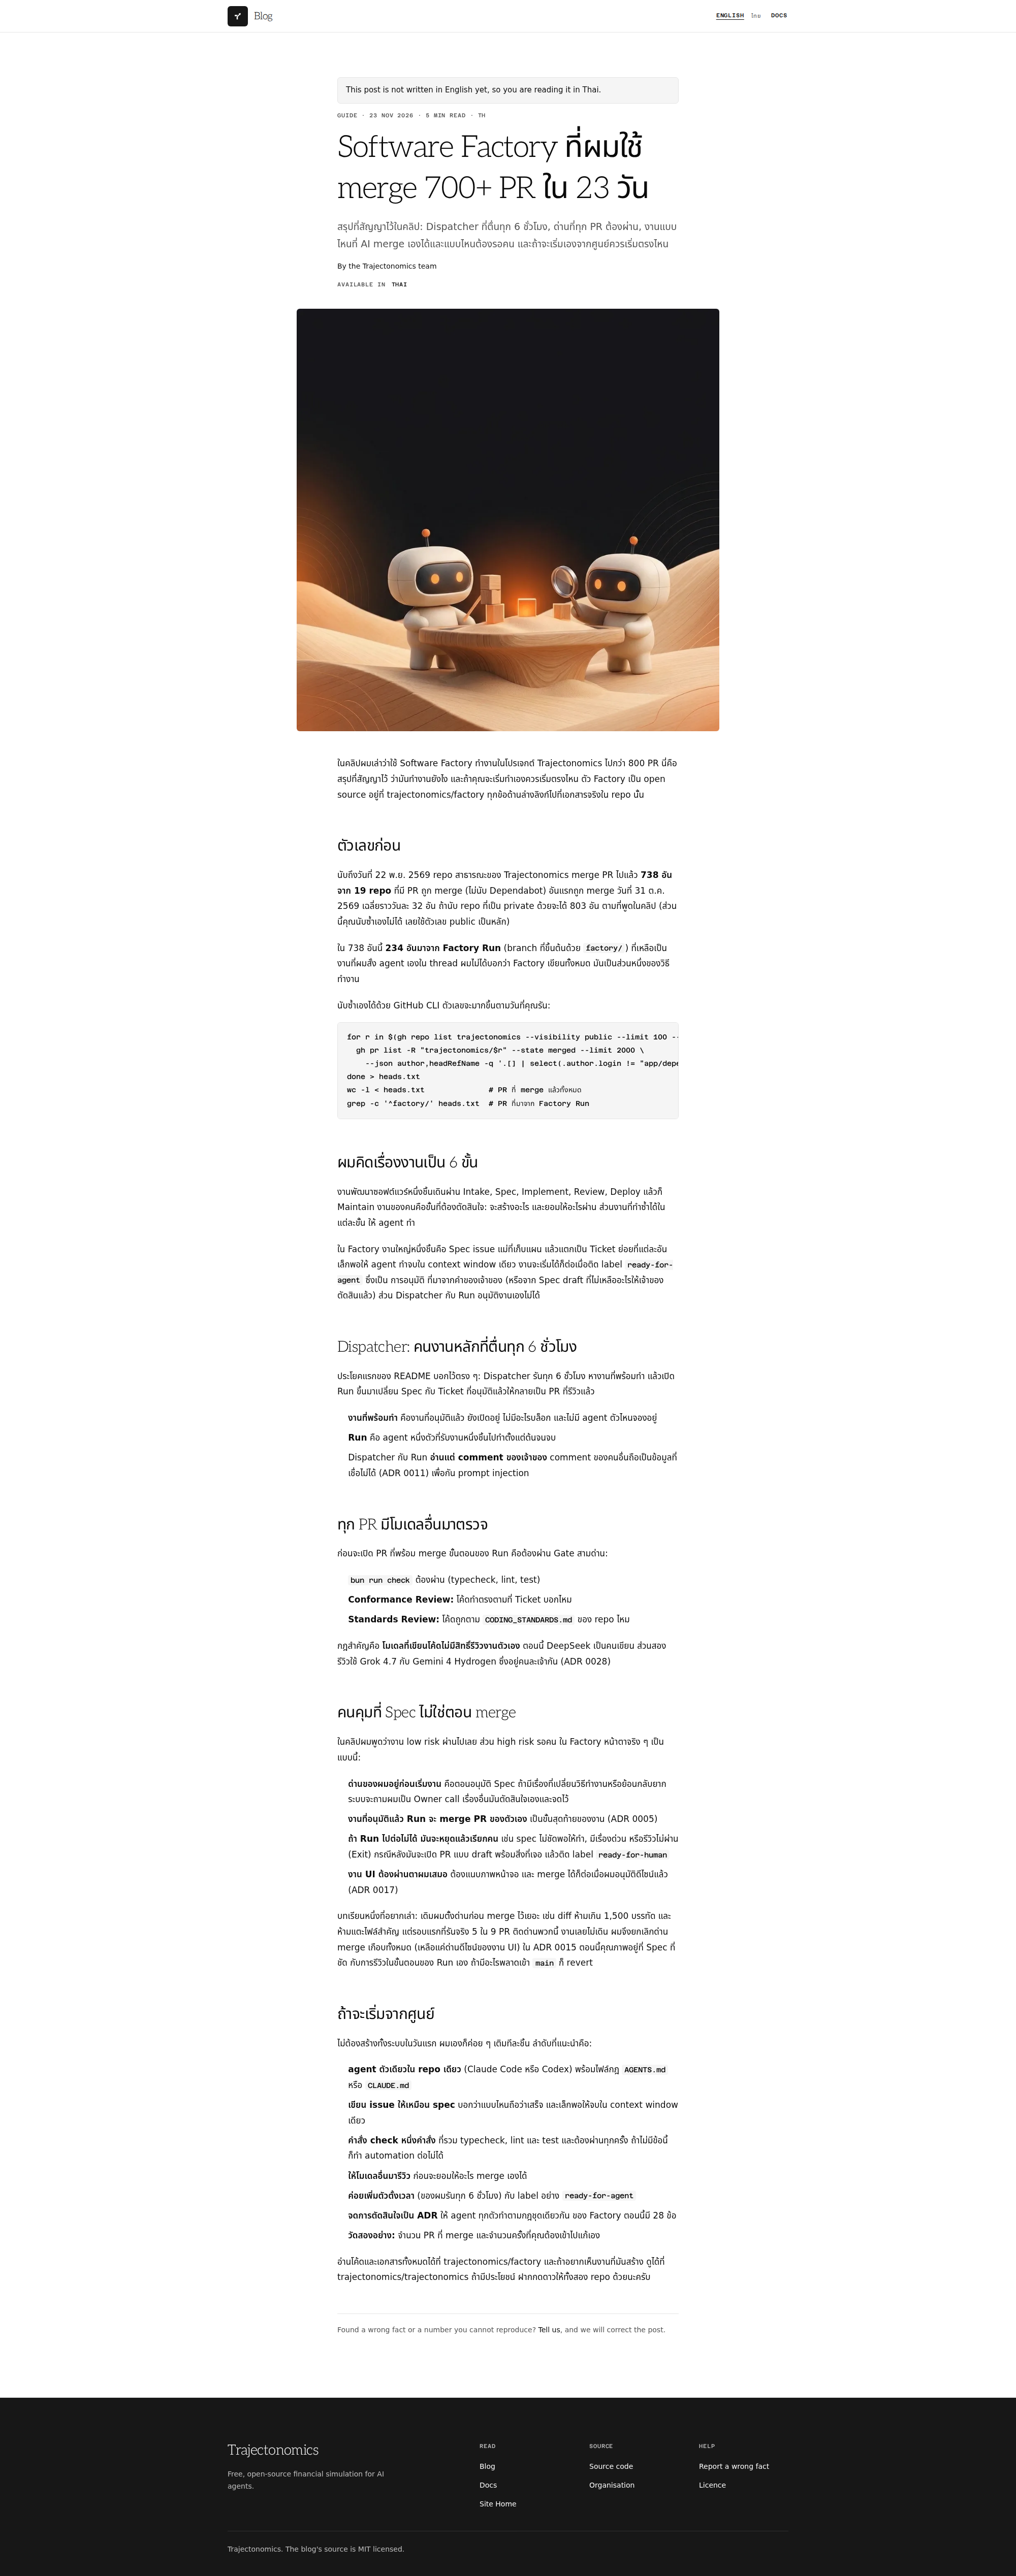 Blog
ENGLISH ไทย DOCS
This post is not written in English yet, so you are reading it in Thai.
GUIDE · 23 NOV 2026 · 5 MIN READ · TH
Software Factory ที่ผมใช้
merge 700+ PR ใน 23 วัน
สรุปที่สัญญาไว้ในคลิป: Dispatcher ที่ตื่นทุก 6 ชั่วโมง, ด่านที่ทุก PR ต้องผ่าน, งานแบบ
ไหนที่ AI merge เองได้และแบบไหนต้องรอคน และถ้าจะเริ่มเองจากศูนย์ควรเริ่มตรงไหน
By the Trajectonomics team
AVAILABLE IN THAI
ในคลิปผมเล่าว่าใช้ Software Factory ทำงานในโปรเจกต์ Trajectonomics ไปกว่า 800 PR นี่คือ
สรุปที่สัญญาไว้ ว่ามันทำงานยังไง และถ้าคุณจะเริ่มทำเองควรเริ่มตรงไหน ตัว Factory เป็น open
source อยู่ที่ trajectonomics/factory ทุกข้อด้านล่างลิงก์ไปที่เอกสารจริงใน repo นั้น
ตัวเลขก่อน
นับถึงวันที่ 22 พ.ย. 2569 repo สาธารณะของ Trajectonomics merge PR ไปแล้ว 738 อัน
จาก 19 repo ที่มี PR ถูก merge (ไม่นับ Dependabot) อันแรกถูก merge วันที่ 31 ต.ค.
2569 เฉลี่ยราววันละ 32 อัน ถ้านับ repo ที่เป็น private ด้วยจะได้ 803 อัน ตามที่พูดในคลิป (ส่วน
นี้คุณนับซ้ำเองไม่ได้ เลยใช้ตัวเลข public เป็นหลัก)
ใน 738 อันนี้ 234 อันมาจาก Factory Run (branch ที่ขึ้นต้นด้วย factory/) ที่เหลือเป็น
งานที่ผมสั่ง agent เองใน thread ผมไม่ได้บอกว่า Factory เขียนทั้งหมด มันเป็นส่วนหนึ่งของวิธี
ทำงาน
นับซ้ำเองได้ด้วย GitHub CLI ตัวเลขจะมากขึ้นตามวันที่คุณรัน:
for r in $(gh repo list trajectonomics --visibility public --limit 100 --
gh pr list -R "trajectonomics/$r" --state merged --limit 2000 \
--json author,headRefName -q '.[] | select(.author.login != "app/depe
done > heads.txt
wc -l < heads.txt # PR ที่ merge แล้วทั้งหมด
grep -c '^factory/' heads.txt # PR ที่มาจาก Factory Run
ผมคิดเรื่องงานเป็น 6 ขั้น
งานพัฒนาซอฟต์แวร์หนึ่งชิ้นเดินผ่าน Intake, Spec, Implement, Review, Deploy แล้วก็
Maintain งานของคนคือชั้นที่ต้องตัดสินใจ: จะสร้างอะไร และยอมให้อะไรผ่าน ส่วนงานที่ทำซ้ำได้ใน
แต่ละขั้น ให้ agent ทำ
ใน Factory งานใหญ่หนึ่งชิ้นคือ Spec issue แม่ที่เก็บแผน แล้วแตกเป็น Ticket ย่อยที่แต่ละอัน
เล็กพอให้ agent ทำจบใน context window เดียว งานจะเริ่มได้ก็ต่อเมื่อติด label ready-for-
agent ซึ่งเป็น การอนุมัติ ที่มาจากคำของเจ้าของ (หรือจาก Spec draft ที่ไม่เหลืออะไรให้เจ้าของ
ตัดสินแล้ว) ส่วน Dispatcher กับ Run อนุมัติงานเองไม่ได้
Dispatcher: คนงานหลักที่ตื่นทุก 6 ชั่วโมง
ประโยคแรกของ README บอกไว้ตรง ๆ: Dispatcher รันทุก 6 ชั่วโมง หางานที่พร้อมทำ แล้วเปิด
Run ขึ้นมาเปลี่ยน Spec กับ Ticket ที่อนุมัติแล้วให้กลายเป็น PR ที่รีวิวแล้ว
งานที่พร้อมทำ คืองานที่อนุมัติแล้ว ยังเปิดอยู่ ไม่มีอะไรบล็อก และไม่มี agent ตัวไหนจองอยู่
Run คือ agent หนึ่งตัวที่รับงานหนึ่งชิ้นไปทำตั้งแต่ต้นจนจบ
Dispatcher กับ Run อ่านแต่ comment ของเจ้าของ comment ของคนอื่นถือเป็นข้อมูลที่
เชื่อไม่ได้ (ADR 0011) เพื่อกัน prompt injection
ทุก PR มีโมเดลอื่นมาตรวจ
ก่อนจะเปิด PR ที่พร้อม merge ขั้นตอนของ Run คือต้องผ่าน Gate สามด่าน:
bun run check ต้องผ่าน (typecheck, lint, test)
Conformance Review: โค้ดทำตรงตามที่ Ticket บอกไหม
Standards Review: โค้ดถูกตาม CODING_STANDARDS.md ของ repo ไหม
กฎสำคัญคือ โมเดลที่เขียนโค้ดไม่มีสิทธิ์รีวิวงานตัวเอง ตอนนี้ DeepSeek เป็นคนเขียน ส่วนสอง
รีวิวใช้ Grok 4.7 กับ Gemini 4 Hydrogen ซึ่งอยู่คนละเจ้ากัน (ADR 0028)
คนคุมที่ Spec ไม่ใช่ตอน merge
ในคลิปผมพูดว่างาน low risk ผ่านไปเลย ส่วน high risk รอคน ใน Factory หน้าตาจริง ๆ เป็น
แบบนี้:
ด่านของผมอยู่ก่อนเริ่มงาน คือตอนอนุมัติ Spec ถ้ามีเรื่องที่เปลี่ยนวิธีทำงานหรือย้อนกลับยาก
ระบบจะถามผมเป็น Owner call เรื่องอื่นมันตัดสินใจเองและจดไว้
งานที่อนุมัติแล้ว Run จะ merge PR ของตัวเอง เป็นขั้นสุดท้ายของงาน (ADR 0005)
ถ้า Run ไปต่อไม่ได้ มันจะหยุดแล้วเรียกคน เช่น spec ไม่ชัดพอให้ทำ, มีเรื่องด่วน หรือรีวิวไม่ผ่าน
(Exit) กรณีหลังมันจะเปิด PR แบบ draft พร้อมสิ่งที่เจอ แล้วติด label ready-for-human
งาน UI ต้องผ่านตาผมเสมอ ต้องแนบภาพหน้าจอ และ merge ได้ก็ต่อเมื่อผมอนุมัติดีไซน์แล้ว
(ADR 0017)
บทเรียนหนึ่งที่อยากเล่า: เดิมผมตั้งด่านก่อน merge ไว้เยอะ เช่น diff ห้ามเกิน 1,500 บรรทัด และ
ห้ามแตะไฟล์สำคัญ แต่รอบแรกที่รันจริง 5 ใน 9 PR ติดด่านพวกนี้ งานเลยไม่เดิน ผมจึงยกเลิกด่าน
merge เกือบทั้งหมด (เหลือแค่ด่านดีไซน์ของงาน UI) ใน ADR 0015 ตอนนี้คุณภาพอยู่ที่ Spec ที่
ชัด กับการรีวิวในขั้นตอนของ Run เอง ถ้ามีอะไรพลาดเข้า main ก็ revert
ถ้าจะเริ่มจากศูนย์
ไม่ต้องสร้างทั้งระบบในวันแรก ผมเองก็ค่อย ๆ เติมทีละชิ้น ลำดับที่แนะนำคือ:
agent ตัวเดียวใน repo เดียว (Claude Code หรือ Codex) พร้อมไฟล์กฎ AGENTS.md
หรือ CLAUDE.md
เขียน issue ให้เหมือน spec บอกว่าแบบไหนถือว่าเสร็จ และเล็กพอให้จบใน context window
เดียว
คำสั่ง check หนึ่งคำสั่ง ที่รวม typecheck, lint และ test และต้องผ่านทุกครั้ง ถ้าไม่มีข้อนี้
ก็ทำ automation ต่อไม่ได้
ให้โมเดลอื่นมารีวิว ก่อนจะยอมให้อะไร merge เองได้
ค่อยเพิ่มตัวตั้งเวลา (ของผมรันทุก 6 ชั่วโมง) กับ label อย่าง ready-for-agent
จดการตัดสินใจเป็น ADR ให้ agent ทุกตัวทำตามกฎชุดเดียวกัน ของ Factory ตอนนี้มี 28 ข้อ
วัดสองอย่าง: จำนวน PR ที่ merge และจำนวนครั้งที่คุณต้องเข้าไปแก้เอง
อ่านโค้ดและเอกสารทั้งหมดได้ที่ trajectonomics/factory และถ้าอยากเห็นงานที่มันสร้าง ดูได้ที่
trajectonomics/trajectonomics ถ้ามีประโยชน์ ฝากกดดาวให้ทั้งสอง repo ด้วยนะครับ
Found a wrong fact or a number you cannot reproduce? Tell us, and we will correct the post.
Trajectonomics
Free, open-source financial simulation for AI
agents.
READ
Blog
Docs
Site Home
SOURCE
Source code
Organisation
HELP
Report a wrong fact
Licence
Trajectonomics. The blog's source is MIT licensed.